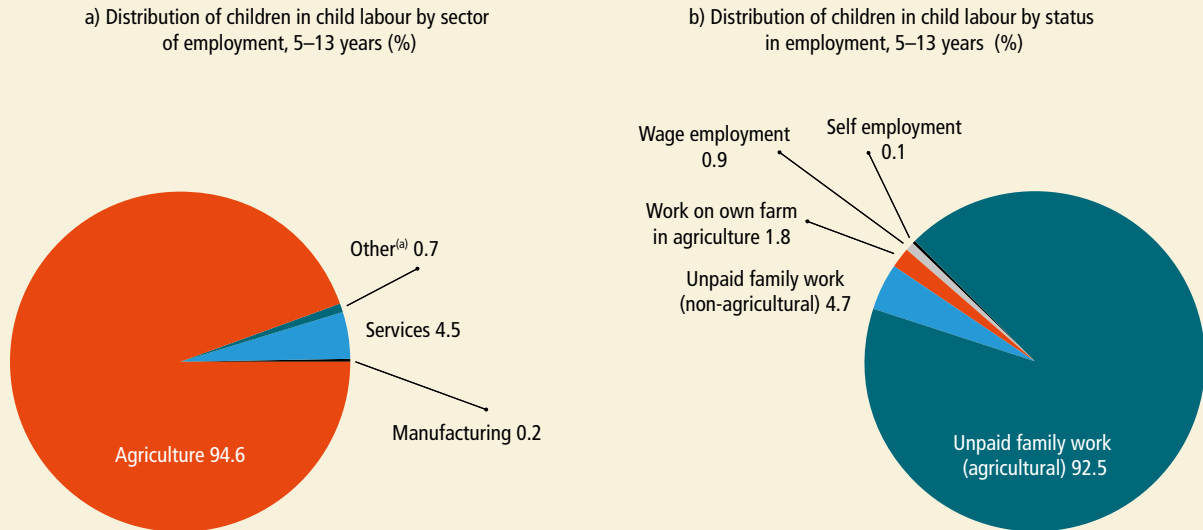 a) Distribution of children in child labour by sector
of employment, 5–13 years (%)
Other(a) 0.7
Services 4.5
Manufacturing 0.2
Agriculture 94.6
b) Distribution of children in child labour by status
in employment, 5–13 years (%)
Self employment
0.1
Wage employment
0.9
Work on own farm
in agriculture 1.8
Unpaid family work
(non-agricultural) 4.7
Unpaid family work
(agricultural) 92.5